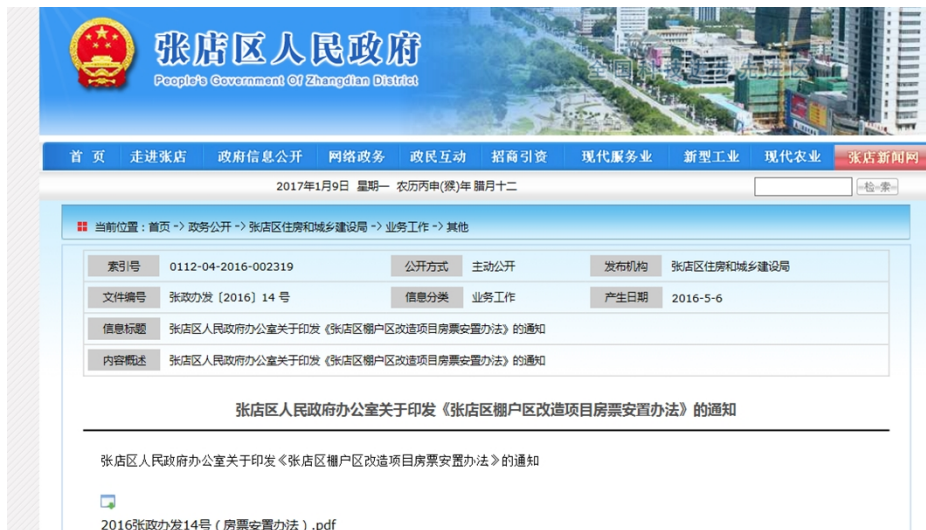 张店区人民政府
People's Government Of Zhangdian District
首 页 走进张店 政府信息公开 网络政务 政民互动 招商引资 现代服务业 新型工业 现代农业 张店新闻网
2017年1月9日 星期一 农历丙申(猴)年 腊月十二 检 索
当前位置：首页 -> 政务公开 -> 张店区住房和城乡建设局 -> 业务工作 -> 其他
索引号 0112-04-2016-002319 公开方式 主动公开 发布机构 张店区住房和城乡建设局
文件编号 张政办发〔2016〕14 号 信息分类 业务工作 产生日期 2016-5-6
信息标题 张店区人民政府办公室关于印发《张店区棚户区改造项目房票安置办法》的通知
内容概述 张店区人民政府办公室关于印发《张店区棚户区改造项目房票安置办法》的通知
张店区人民政府办公室关于印发《张店区棚户区改造项目房票安置办法》的通知
张店区人民政府办公室关于印发《张店区棚户区改造项目房票安置办法》的通知
2016张政办发14号（房票安置办法）.pdf